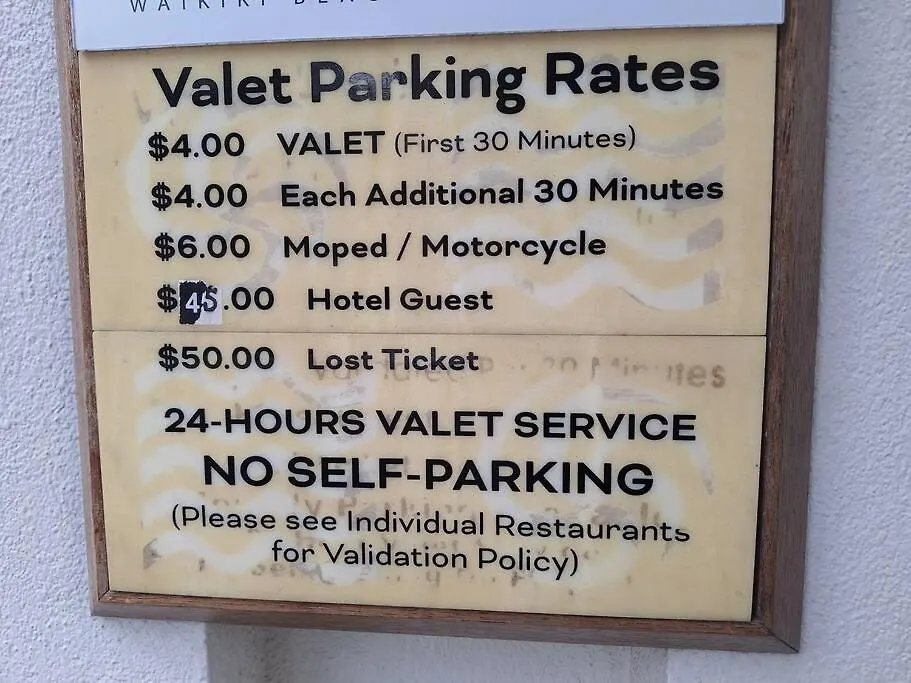 WAIKIKI BEAC
Valet Parking Rates
$4.00 VALET (First 30 Minutes)
$4.00 Each Additional 30 Minutes
$6.00 Moped / Motorcycle
$45.00 Hotel Guest
$50.00 Lost Ticket
24-HOURS VALET SERVICE
NO SELF-PARKING
(Please see Individual Restaurants
for Validation Policy)